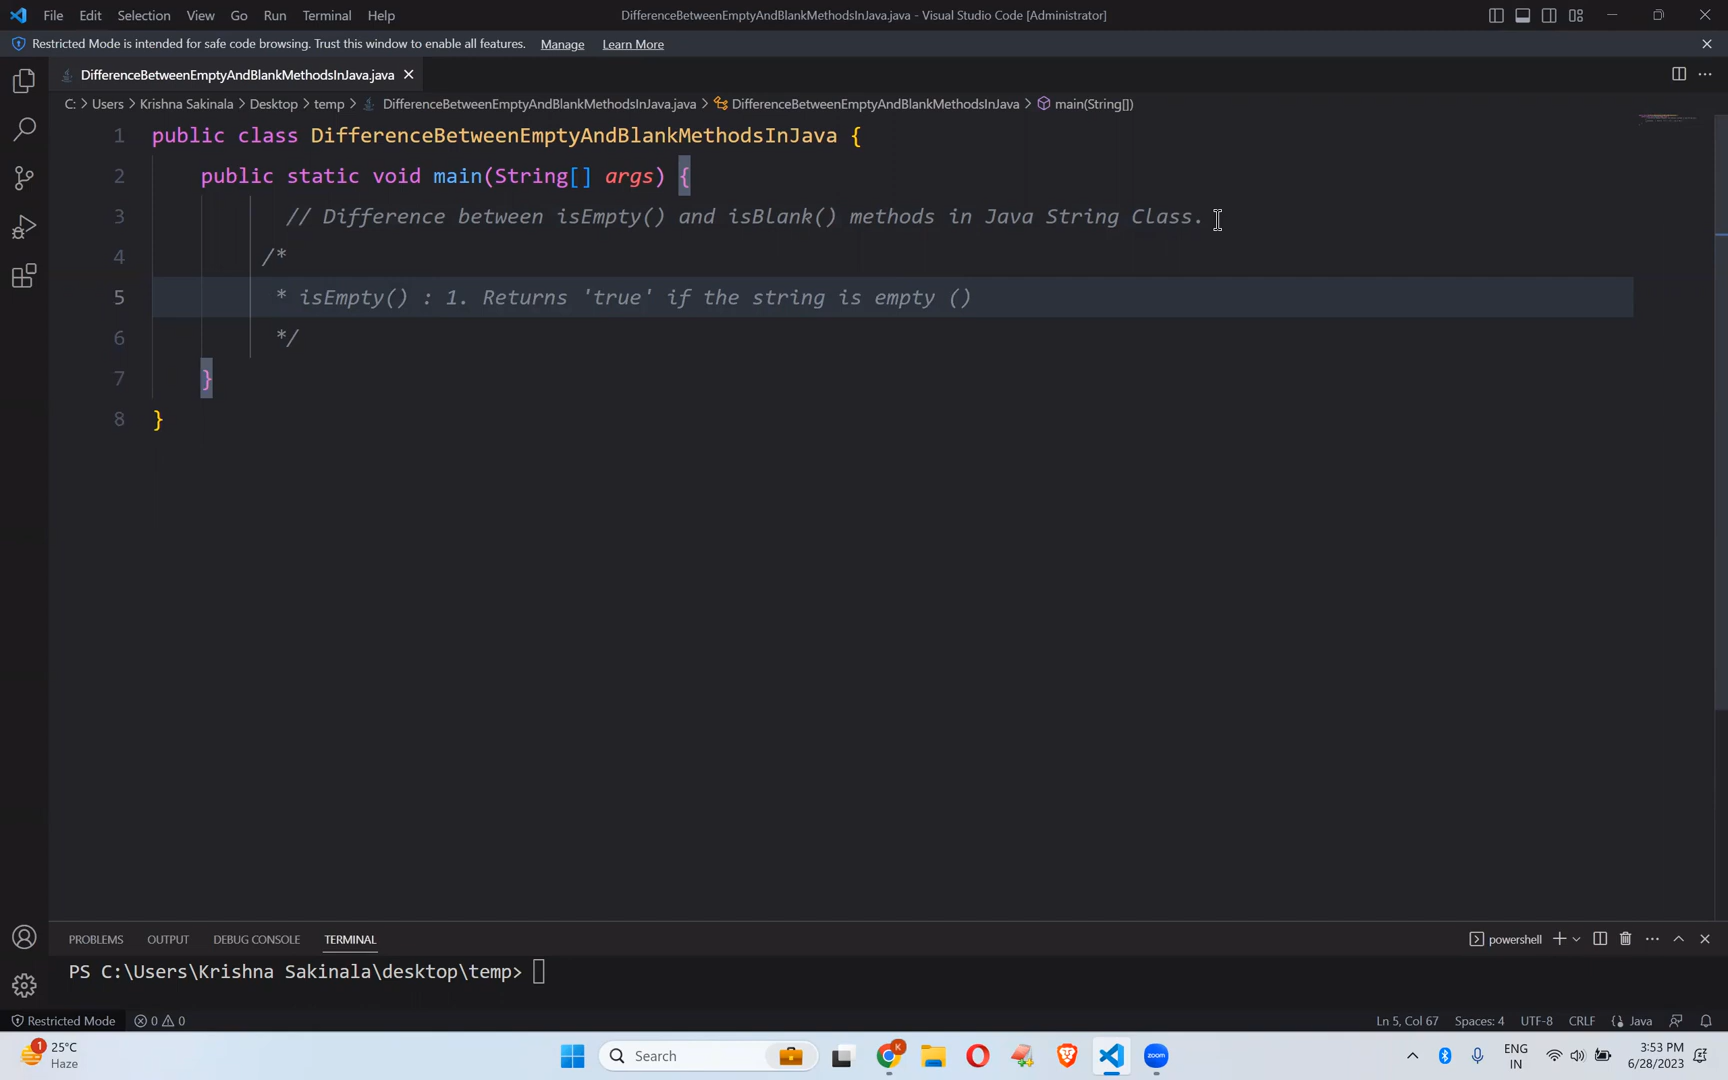 File Edit Selection View Go Run Terminal Help
DifferenceBetweenEmptyAndBlankMethodsInJava.java - Visual Studio Code [Administrator]
Restricted Mode is intended for safe code browsing. Trust this window to enable all features. Manage Learn More
DifferenceBetweenEmptyAndBlankMethodsInJava.java
C: > Users > Krishna Sakinala > Desktop > temp > DifferenceBetweenEmptyAndBlankMethodsInJava.java > DifferenceBetweenEmptyAndBlankMethodsInJava > main(String[])
1 public class DifferenceBetweenEmptyAndBlankMethodsInJava {
2 public static void main(String[] args) {
3 // Difference between isEmpty() and isBlank() methods in Java String Class.
4 /*
5 * isEmpty() : 1. Returns 'true' if the string is empty ()
6 */
7 }
8 }
PROBLEMS OUTPUT DEBUG CONSOLE TERMINAL
powershell
PS C:\Users\Krishna Sakinala\desktop\temp>
Restricted Mode 0 0
Ln 5, Col 67 Spaces: 4 UTF-8 CRLF {} Java
1
25°C
Haze
Search
K
zoom
ENG
IN
3:53 PM
6/28/2023